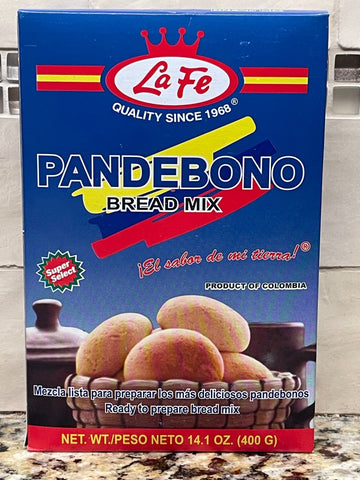 La Fe
QUALITY SINCE 1968®
PANDEBONO
BREAD MIX
¡El sabor de mi tierra!®
Super
Select
PRODUCT OF COLOMBIA
Mezcla lista para preparar los más deliciosos pandebonos
Ready to prepare bread mix
NET. WT./PESO NETO 14.1 OZ. (400 G)